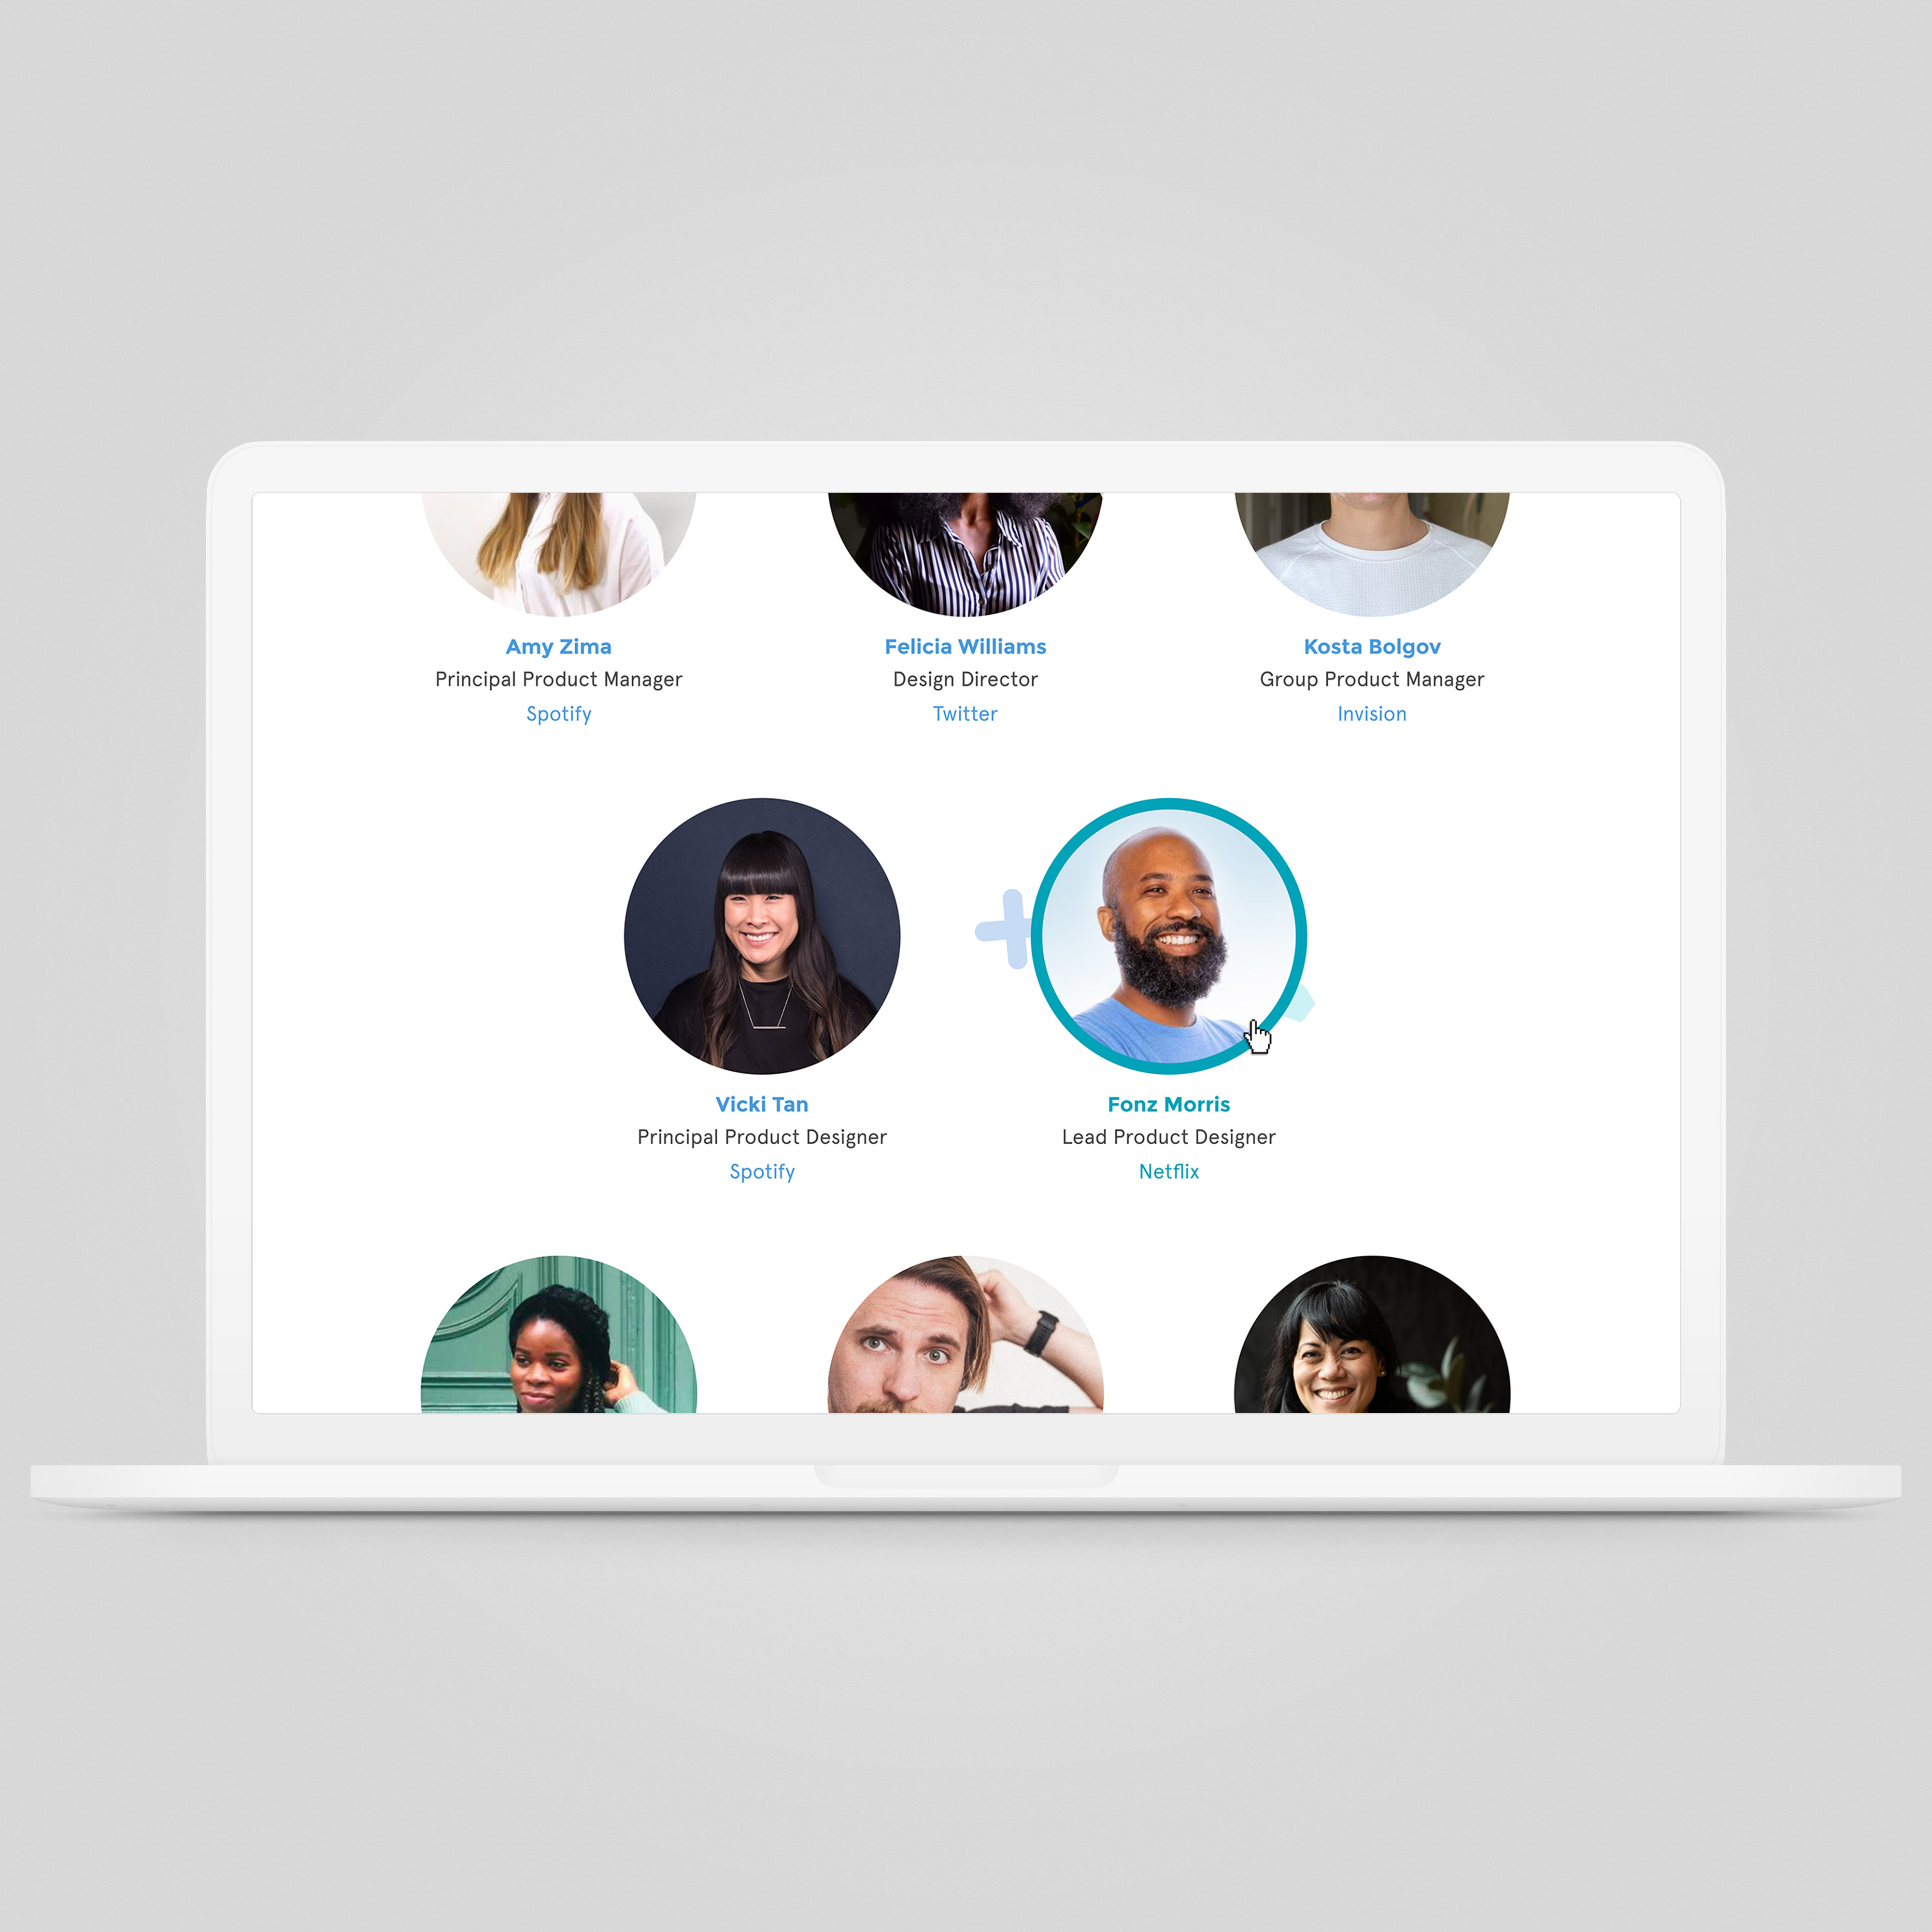 Amy Zima
Principal Product Manager
Spotify
Felicia Williams
Design Director
Twitter
Kosta Bolgov
Group Product Manager
Invision
Vicki Tan
Principal Product Designer
Spotify
Fonz Morris
Lead Product Designer
Netflix